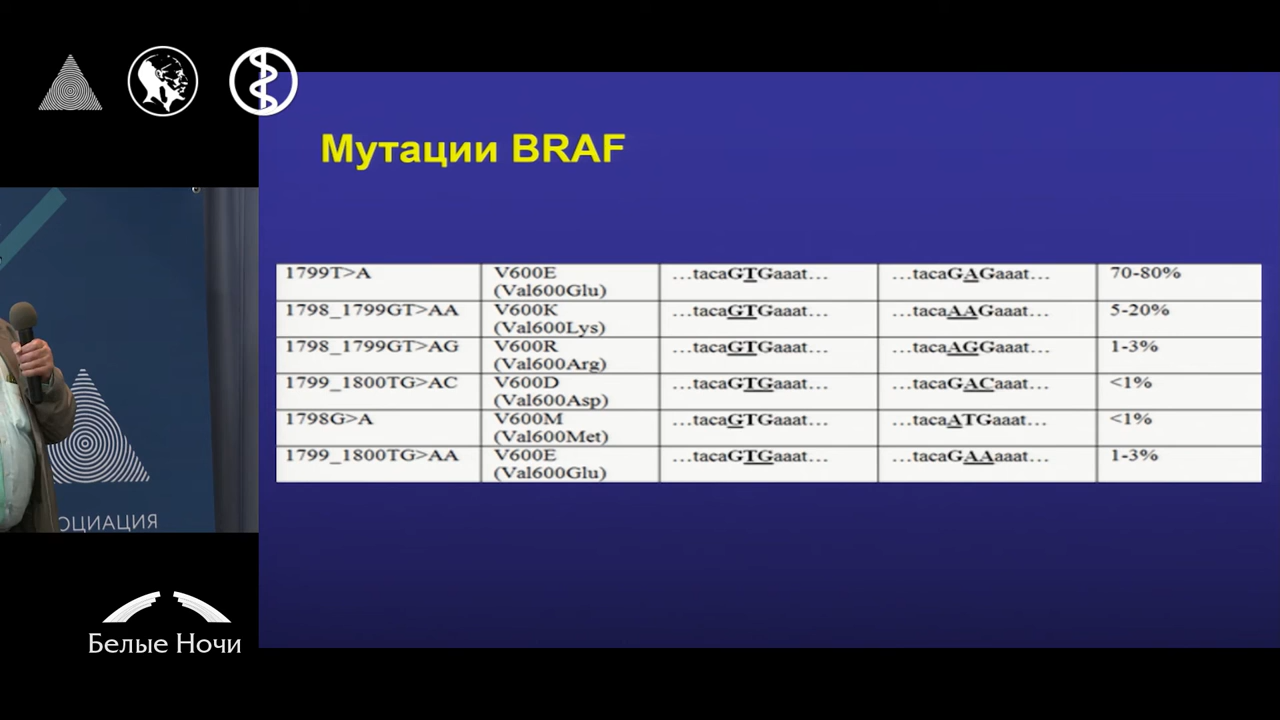 Мутации BRAF
1799T>A V600E …tacaGTGaaat… …tacaGAGaaat… 70-80%
(Val600Glu)
1798_1799GT>AA V600K …tacaGTGaaat… …tacaAAGaaat… 5-20%
(Val600Lys)
1798_1799GT>AG V600R …tacaGTGaaat… …tacaAGGaaat… 1-3%
(Val600Arg)
1799_1800TG>AC V600D …tacaGTGaaat… …tacaGACaaat… <1%
(Val600Asp)
1798G>A V600M …tacaGTGaaat… …tacaATGaaat… <1%
(Val600Met)
1799_1800TG>AA V600E …tacaGTGaaat… …tacaGAAaaat… 1-3%
(Val600Glu)
ОЦИАЦИЯ
Белые Ночи